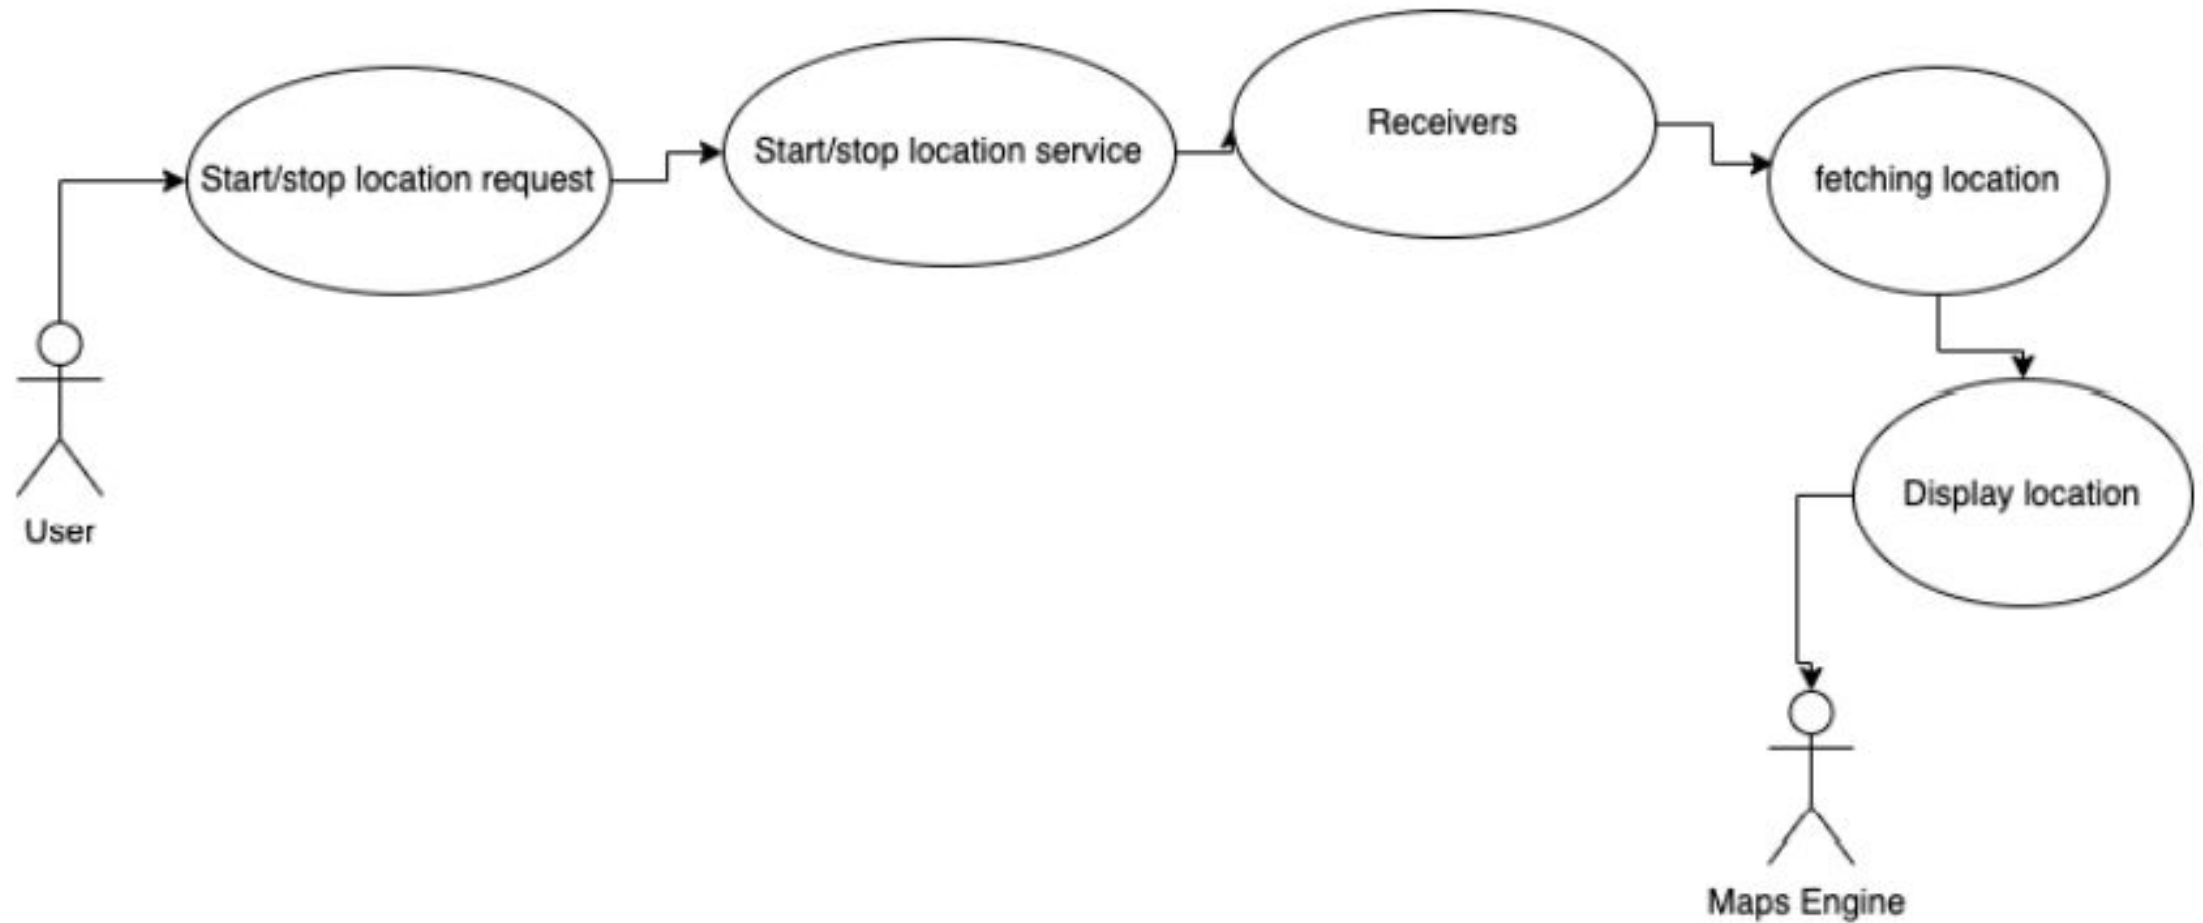 Start/stop location request
Start/stop location service
Receivers
fetching location
Display location
User
Maps Engine